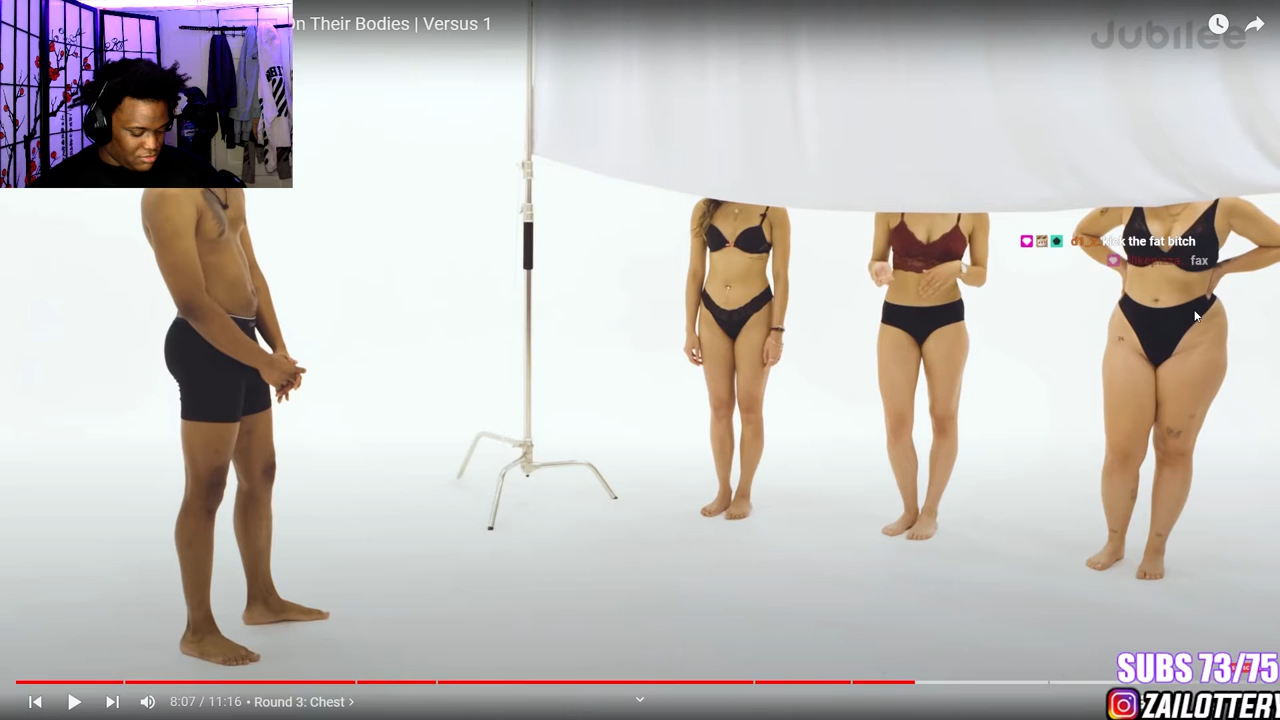 On Their Bodies | Versus 1
Jubilee
Kick the fat bitch
fax
8:07 / 11:16 • Round 3: Chest >
SUBS 73/75
ZAILOTTERY